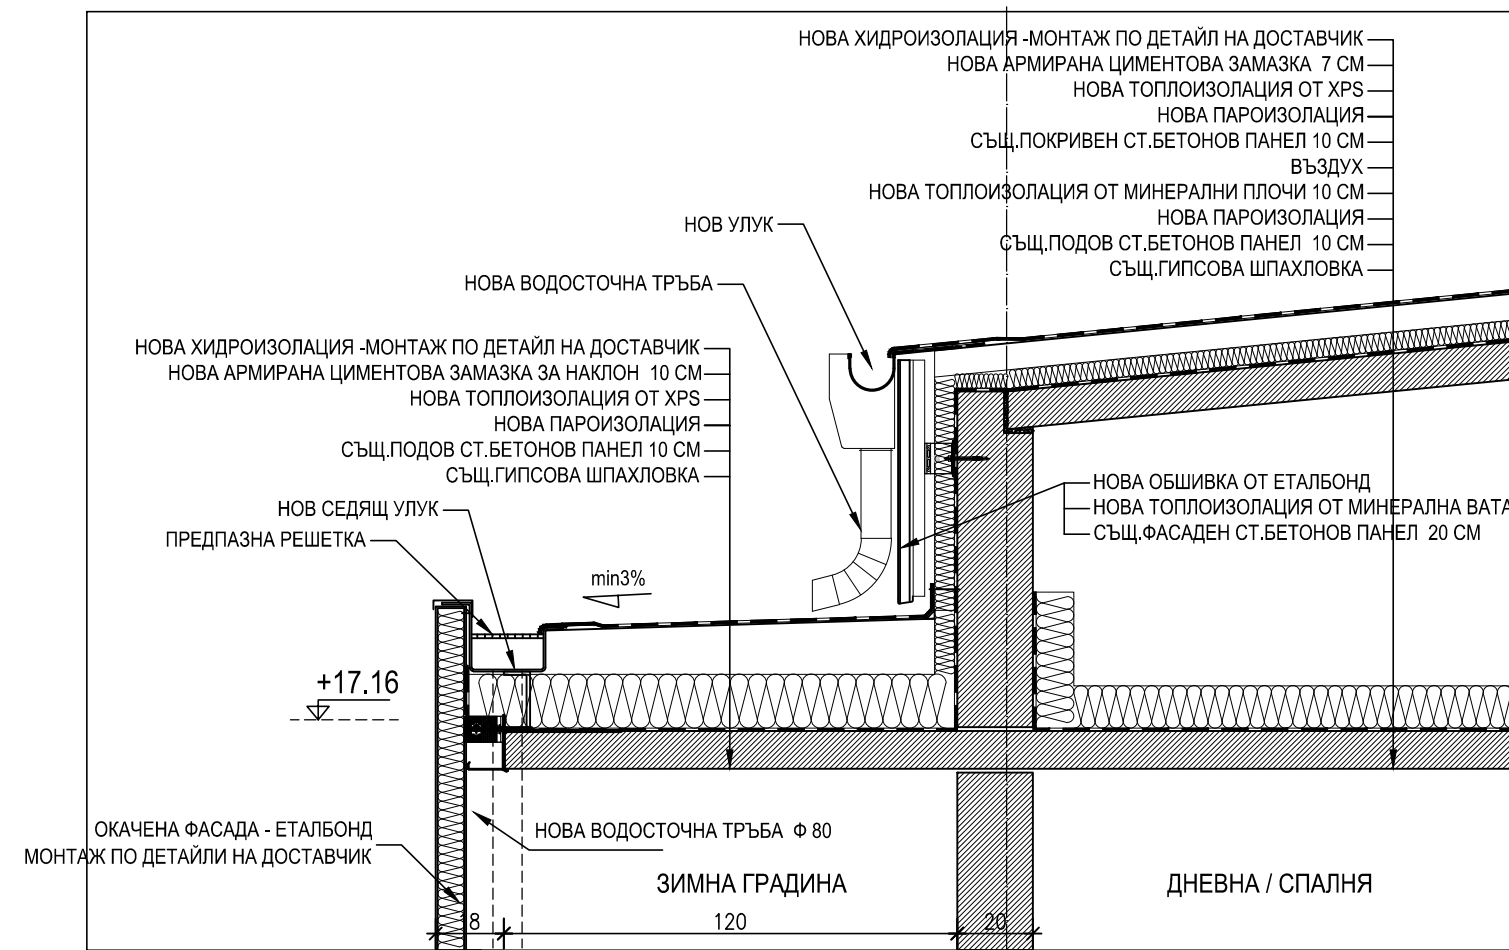 НОВА ХИДРОИЗОЛАЦИЯ -МОНТАЖ ПО ДЕТАЙЛ НА ДОСТАВЧИК
НОВА АРМИРАНА ЦИМЕНТОВА ЗАМАЗКА 7 СМ
НОВА ТОПЛОИЗОЛАЦИЯ ОТ XPS
НОВА ПАРОИЗОЛАЦИЯ
СЪЩ.ПОКРИВЕН СТ.БЕТОНОВ ПАНЕЛ 10 СМ
ВЪЗДУХ
НОВА ТОПЛОИЗОЛАЦИЯ ОТ МИНЕРАЛНИ ПЛОЧИ 10 СМ
НОВА ПАРОИЗОЛАЦИЯ
СЪЩ.ПОДОВ СТ.БЕТОНОВ ПАНЕЛ 10 СМ
СЪЩ.ГИПСОВА ШПАХЛОВКА
НОВ УЛУК
НОВА ВОДОСТОЧНА ТРЪБА
НОВА ХИДРОИЗОЛАЦИЯ -МОНТАЖ ПО ДЕТАЙЛ НА ДОСТАВЧИК
НОВА АРМИРАНА ЦИМЕНТОВА ЗАМАЗКА ЗА НАКЛОН 10 СМ
НОВА ТОПЛОИЗОЛАЦИЯ ОТ XPS
НОВА ПАРОИЗОЛАЦИЯ
СЪЩ.ПОДОВ СТ.БЕТОНОВ ПАНЕЛ 10 СМ
СЪЩ.ГИПСОВА ШПАХЛОВКА
НОВ СЕДЯЩ УЛУК
ПРЕДПАЗНА РЕШЕТКА
НОВА ОБШИВКА ОТ ЕТАЛБОНД
НОВА ТОПЛОИЗОЛАЦИЯ ОТ МИНЕРАЛНА ВАТА
СЪЩ.ФАСАДЕН СТ.БЕТОНОВ ПАНЕЛ 20 СМ
min3%
+17.16
ОКАЧЕНА ФАСАДА - ЕТАЛБОНД
МОНТАЖ ПО ДЕТАЙЛИ НА ДОСТАВЧИК
НОВА ВОДОСТОЧНА ТРЪБА Ф 80
ЗИМНА ГРАДИНА
ДНЕВНА / СПАЛНЯ
8
120
20